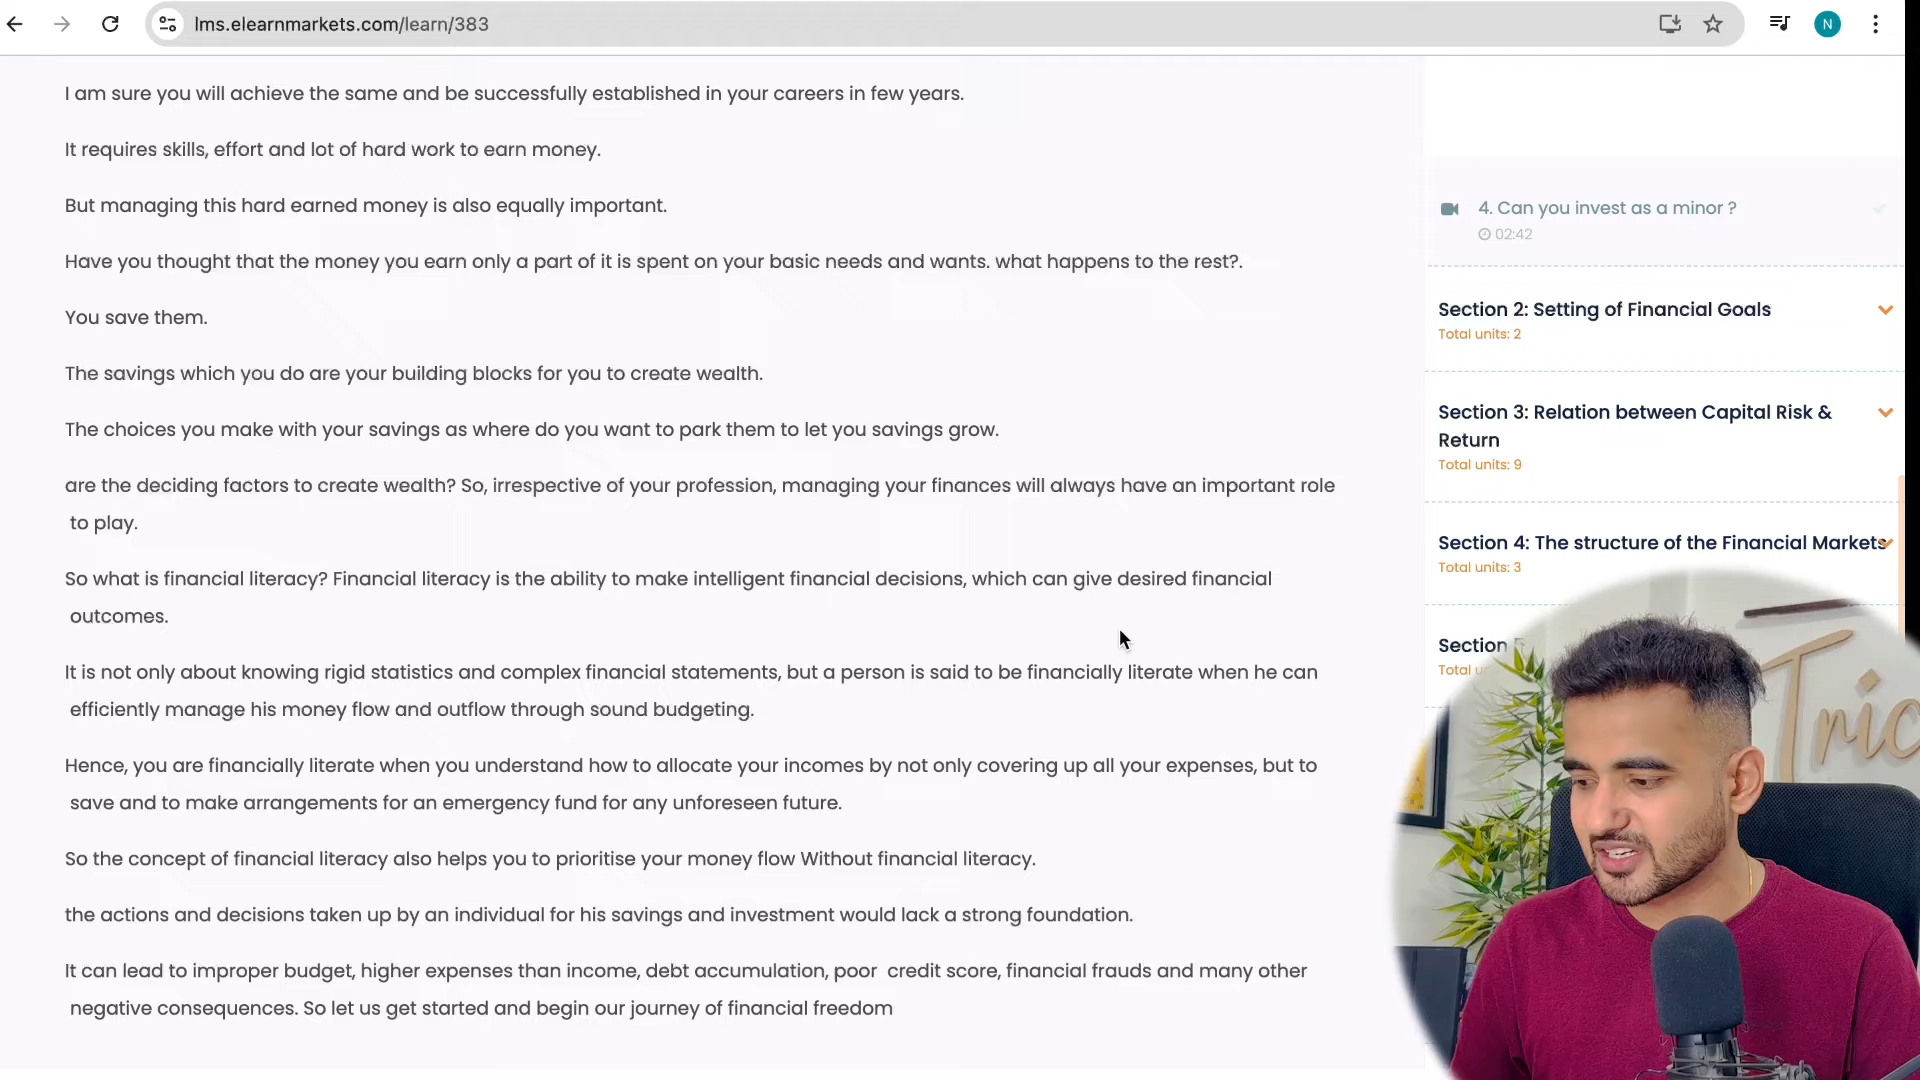 lms.elearnmarkets.com/learn/383
N
I am sure you will achieve the same and be successfully established in your careers in few years.
It requires skills, effort and lot of hard work to earn money.
But managing this hard earned money is also equally important.
Have you thought that the money you earn only a part of it is spent on your basic needs and wants. what happens to the rest?.
You save them.
The savings which you do are your building blocks for you to create wealth.
The choices you make with your savings as where do you want to park them to let you savings grow.
are the deciding factors to create wealth? So, irrespective of your profession, managing your finances will always have an important role
to play.
So what is financial literacy? Financial literacy is the ability to make intelligent financial decisions, which can give desired financial
outcomes.
It is not only about knowing rigid statistics and complex financial statements, but a person is said to be financially literate when he can
efficiently manage his money flow and outflow through sound budgeting.
Hence, you are financially literate when you understand how to allocate your incomes by not only covering up all your expenses, but to
save and to make arrangements for an emergency fund for any unforeseen future.
So the concept of financial literacy also helps you to prioritise your money flow Without financial literacy.
the actions and decisions taken up by an individual for his savings and investment would lack a strong foundation.
It can lead to improper budget, higher expenses than income, debt accumulation, poor credit score, financial frauds and many other
negative consequences. So let us get started and begin our journey of financial freedom
4. Can you invest as a minor ?
02:42
Section 2: Setting of Financial Goals
Total units: 2
Section 3: Relation between Capital Risk &
Return
Total units: 9
Section 4: The structure of the Financial Markets
Total units: 3
Section
Total
Tric